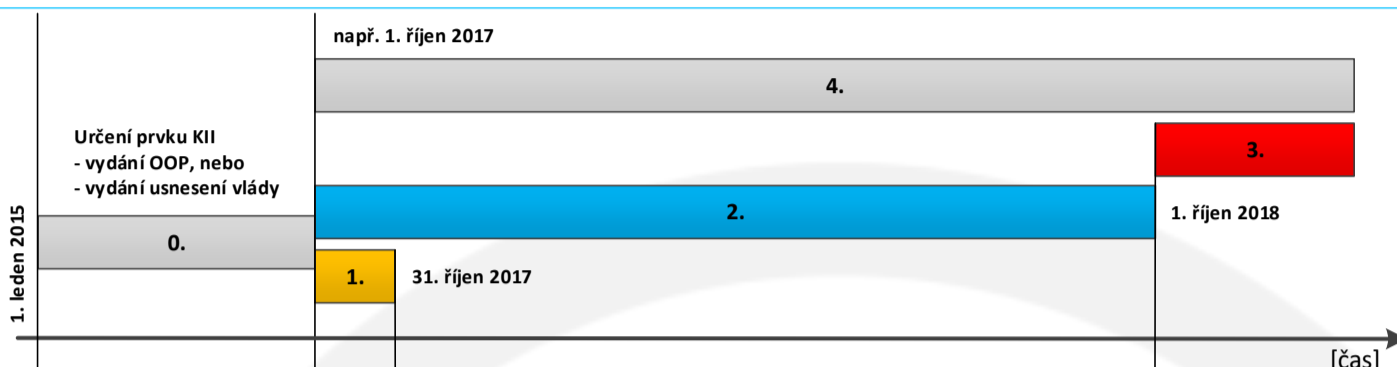 např. 1. říjen 2017
4.
Určení prvku KII
- vydání OOP, nebo
- vydání usnesení vlády
3.
2.
1. říjen 2018
0.
1.
31. říjen 2017
1. leden 2015
[čas]